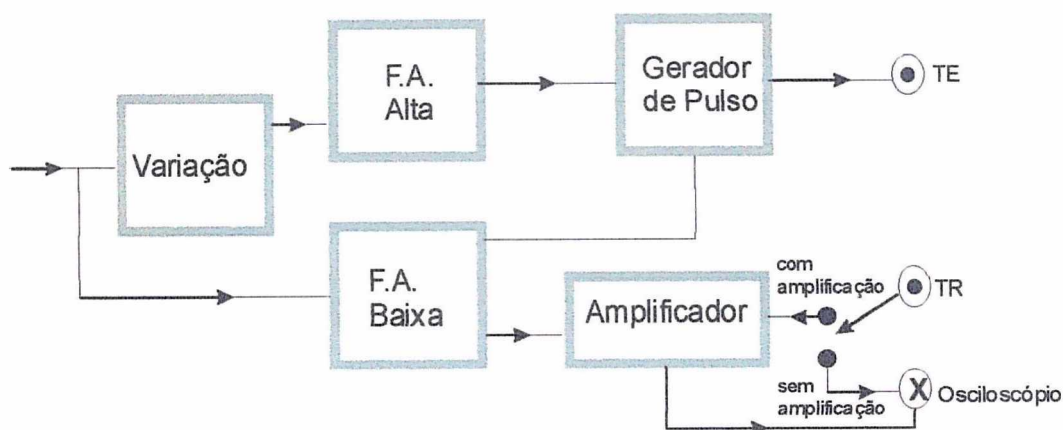 F.A.
Alta
Gerador
de Pulso
TE
Variação
F.A.
Baixa
Amplificador
com
amplificação
TR
sem
amplificação
X
Osciloscópio